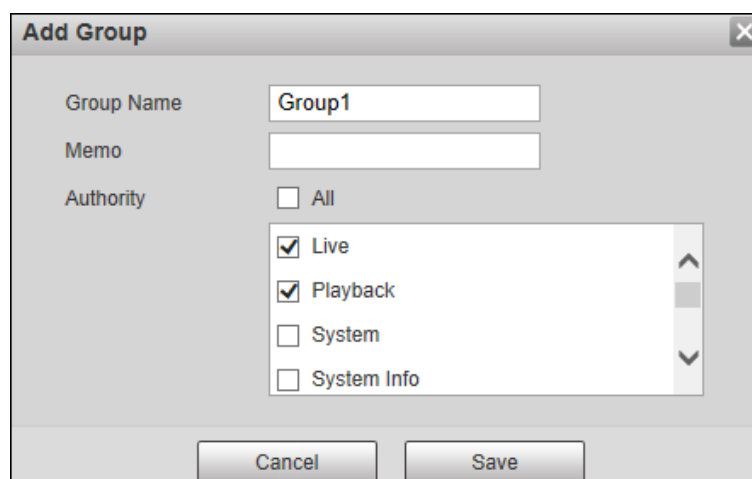 Add Group
Group Name Group1
Memo
Authority All
Live
Playback
System
System Info
Cancel Save